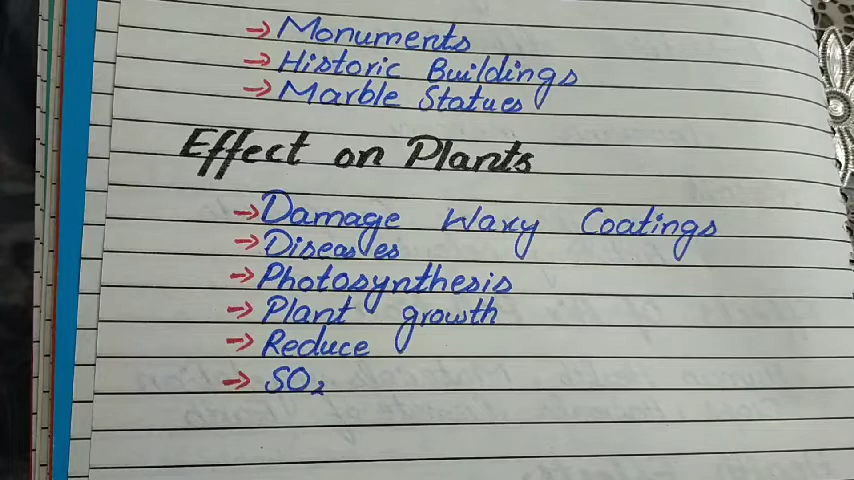 → Monuments
→ Historic Buildings
→ Marble Statues
Effect on Plants
→ Damage Waxy Coatings
→ Diseases
→ Photosynthesis
→ Plant growth
→ Reduce
→ SO₂